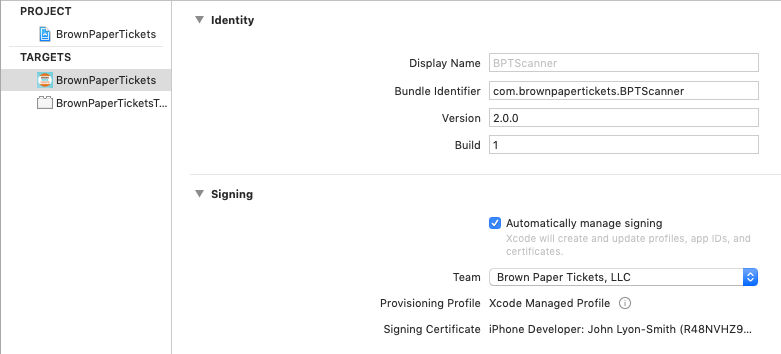 PROJECT
BrownPaperTickets
TARGETS
BrownPaperTickets
BrownPaperTicketsT...
Identity
Display Name BPTScanner
Bundle Identifier com.brownpapertickets.BPTScanner
Version 2.0.0
Build 1
Signing
Automatically manage signing
Xcode will create and update profiles, app IDs, and
certificates.
Team Brown Paper Tickets, LLC
Provisioning Profile Xcode Managed Profile
Signing Certificate iPhone Developer: John Lyon-Smith (R48NVHZ9...